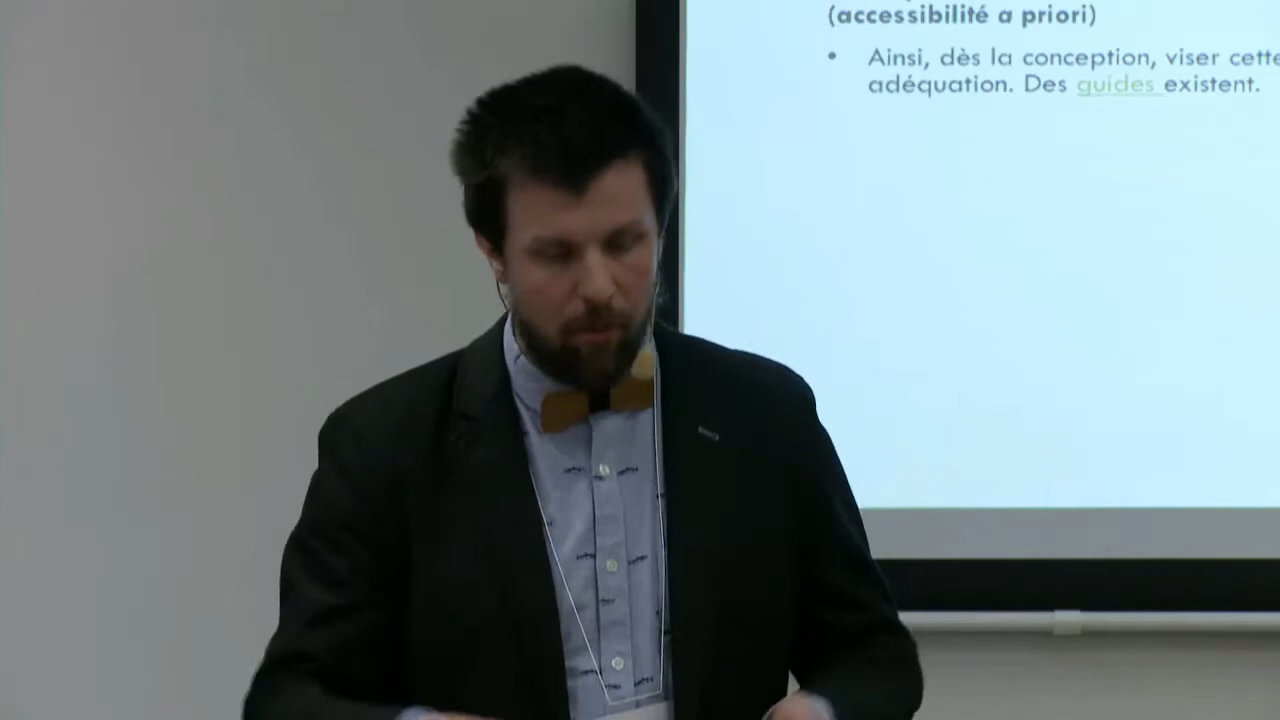 (accessibilité a priori)
• Ainsi, dès la conception, viser cette
adéquation. Des guides existent.